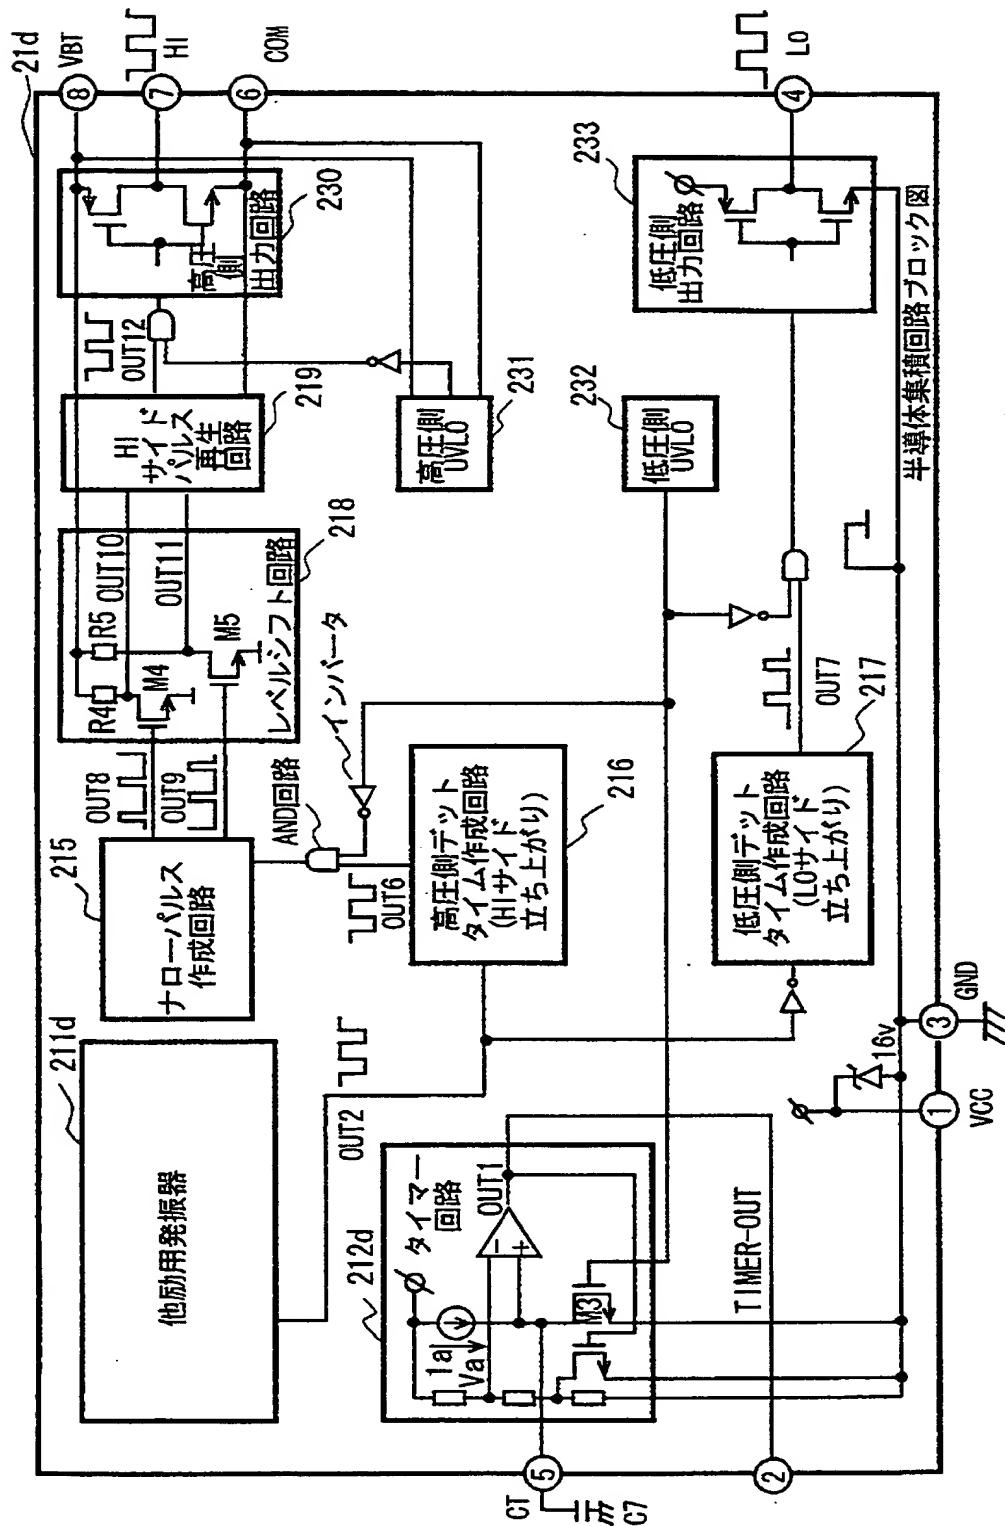 21d
8
VBT
7
HI
6
COM
高圧側
出力回路
230
OUT12
HI
サイド
パルス
再生
回路
219
高圧側
UVLO
231
低圧側
UVLO
232
低圧側
出力回路
233
4
LO
R4
R5
OUT10
OUT11
M4
M5
レベルシフト回路
218
OUT8
OUT9
215
ナローパルス
作成回路
AND回路
インバータ
OUT6
高圧側デット
タイム作成回路
(HIサイド
立ち上がり)
216
低圧側デット
タイム作成回路
(LOサイド
立ち上がり)
217
OUT7
半導体集積回路ブロック図
211d
他励用発振器
OUT2
212d
タイマー
回路
Ia
Va
−
+
OUT1
M3
TIMER-OUT
16v
1
VCC
3
GND
5
CT
C7
2